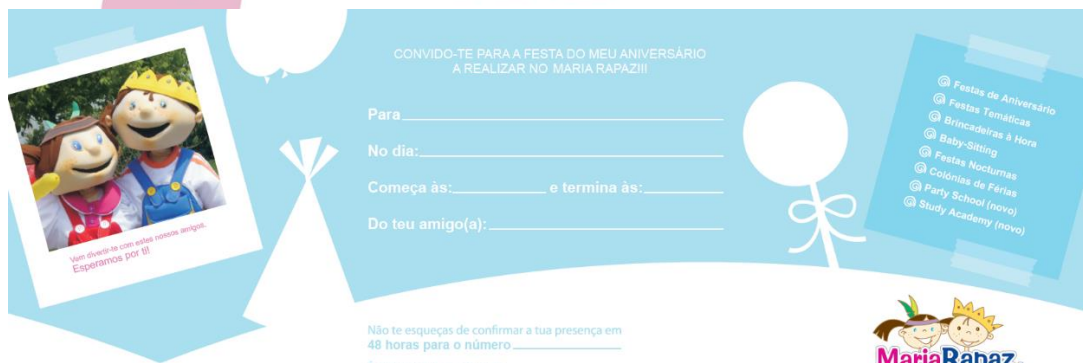 CONVIDO-TE PARA A FESTA DO MEU ANIVERSÁRIO
A REALIZAR NO MARIA RAPAZ!!!
Para
No dia:
Começa às: e termina às:
Do teu amigo(a):
Vem divertir-te com estes nossos amigos.
Esperamos por ti!
Festas de Aniversário
Festas Temáticas
Brincadeiras à Hora
Baby-Sitting
Festas Nocturnas
Colónias de Férias
Party School (novo)
Study Academy (novo)
Não te esqueças de confirmar a tua presença em
48 horas para o número
MariaRapaz